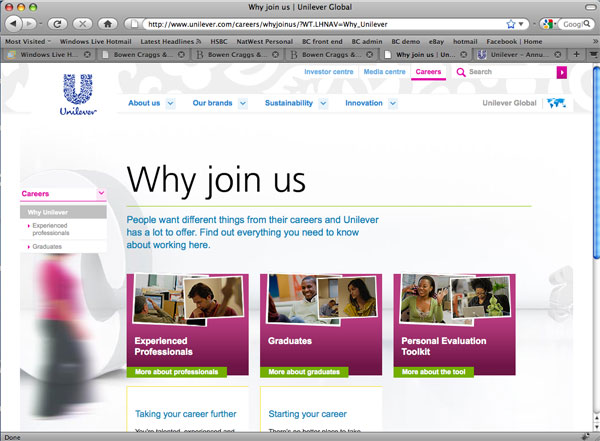 Why join us | Unilever Global
http://www.unilever.com/careers/whyjoinus/?WT.LHNAV=Why_Unilever
Googl
Most Visited
Windows Live Hotmail
Latest Headlines
HSBC
NatWest Personal
BC front end
BC admin
BC demo
eBay
hotmail
Facebook | Home
Windows Live H...
Bowen Craggs &...
Bowen Craggs &...
Bowen Craggs &...
Why join us | Un...
Unilever – Annu...
Investor centre
Media centre
Careers
Search
Unilever
About us
Our brands
Sustainability
Innovation
Unilever Global
Why join us
Careers
Why Unilever
Experienced
professionals
Graduates
People want different things from their careers and Unilever
has a lot to offer. Find out everything you need to know
about working here.
Experienced
Professionals
More about professionals
Graduates
More about graduates
Personal Evaluation
Toolkit
More about the tool
Taking your career further
You're talented, experienced and
Starting your career
There's no better place to take
Done